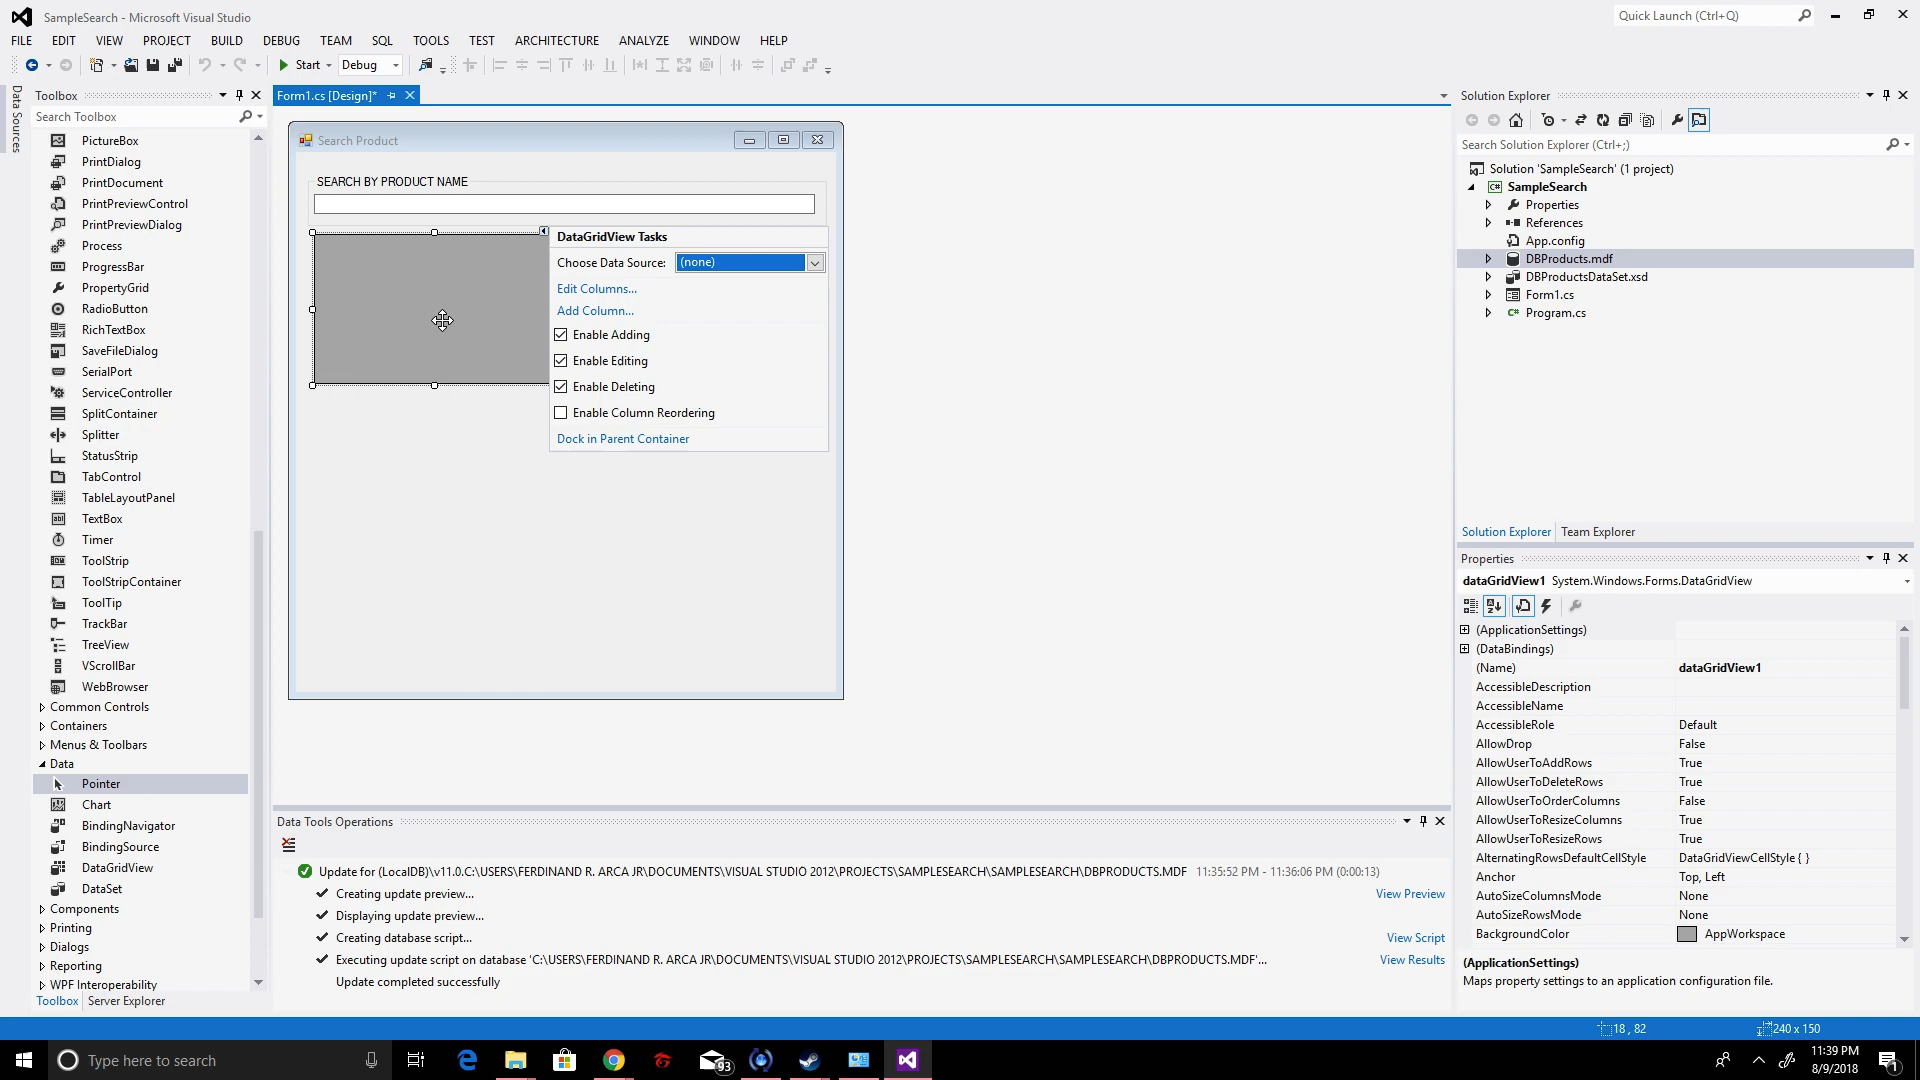 SampleSearch - Microsoft Visual Studio
Quick Launch (Ctrl+Q)
FILE EDIT VIEW PROJECT BUILD DEBUG TEAM SQL TOOLS TEST ARCHITECTURE ANALYZE WINDOW HELP
Start Debug
Data Sources
Toolbox
Search Toolbox
PictureBox
PrintDialog
PrintDocument
PrintPreviewControl
PrintPreviewDialog
Process
ProgressBar
PropertyGrid
RadioButton
RichTextBox
SaveFileDialog
SerialPort
ServiceController
SplitContainer
Splitter
StatusStrip
TabControl
TableLayoutPanel
TextBox
Timer
ToolStrip
ToolStripContainer
ToolTip
TrackBar
TreeView
VScrollBar
WebBrowser
Common Controls
Containers
Menus & Toolbars
Data
Pointer
Chart
BindingNavigator
BindingSource
DataGridView
DataSet
Components
Printing
Dialogs
Reporting
WPF Interoperability
Toolbox Server Explorer
Form1.cs [Design]*
Search Product
SEARCH BY PRODUCT NAME
DataGridView Tasks
Choose Data Source: (none)
Edit Columns...
Add Column...
Enable Adding
Enable Editing
Enable Deleting
Enable Column Reordering
Dock in Parent Container
Data Tools Operations
Update for (LocalDB)\v11.0.C:\USERS\FERDINAND R. ARCA JR\DOCUMENTS\VISUAL STUDIO 2012\PROJECTS\SAMPLESEARCH\SAMPLESEARCH\DBPRODUCTS.MDF 11:35:52 PM - 11:36:06 PM (0:00:13)
Creating update preview... View Preview
Displaying update preview...
Creating database script... View Script
Executing update script on database 'C:\USERS\FERDINAND R. ARCA JR\DOCUMENTS\VISUAL STUDIO 2012\PROJECTS\SAMPLESEARCH\SAMPLESEARCH\DBPRODUCTS.MDF'... View Results
Update completed successfully
Solution Explorer
Search Solution Explorer (Ctrl+;)
Solution 'SampleSearch' (1 project)
C# SampleSearch
Properties
References
App.config
DBProducts.mdf
DBProductsDataSet.xsd
Form1.cs
C# Program.cs
Solution Explorer Team Explorer
Properties
dataGridView1 System.Windows.Forms.DataGridView
(ApplicationSettings)
(DataBindings)
(Name) dataGridView1
AccessibleDescription
AccessibleName
AccessibleRole Default
AllowDrop False
AllowUserToAddRows True
AllowUserToDeleteRows True
AllowUserToOrderColumns False
AllowUserToResizeColumns True
AllowUserToResizeRows True
AlternatingRowsDefaultCellStyle DataGridViewCellStyle { }
Anchor Top, Left
AutoSizeColumnsMode None
AutoSizeRowsMode None
BackgroundColor AppWorkspace
(ApplicationSettings)
Maps property settings to an application configuration file.
18 , 82 240 x 150
Type here to search
93
11:39 PM
8/9/2018
1